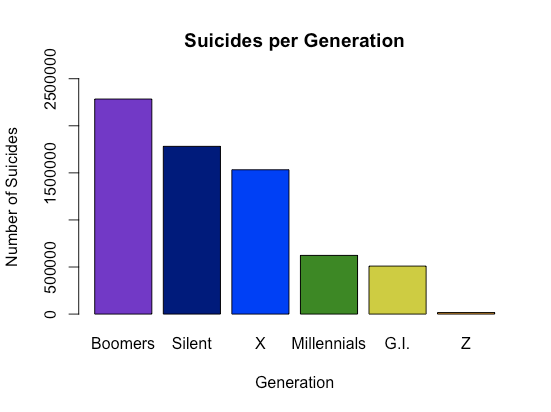 Suicides per Generation
Number of Suicides
2500000
1500000
500000
0
Boomers Silent X Millennials G.I. Z
Generation